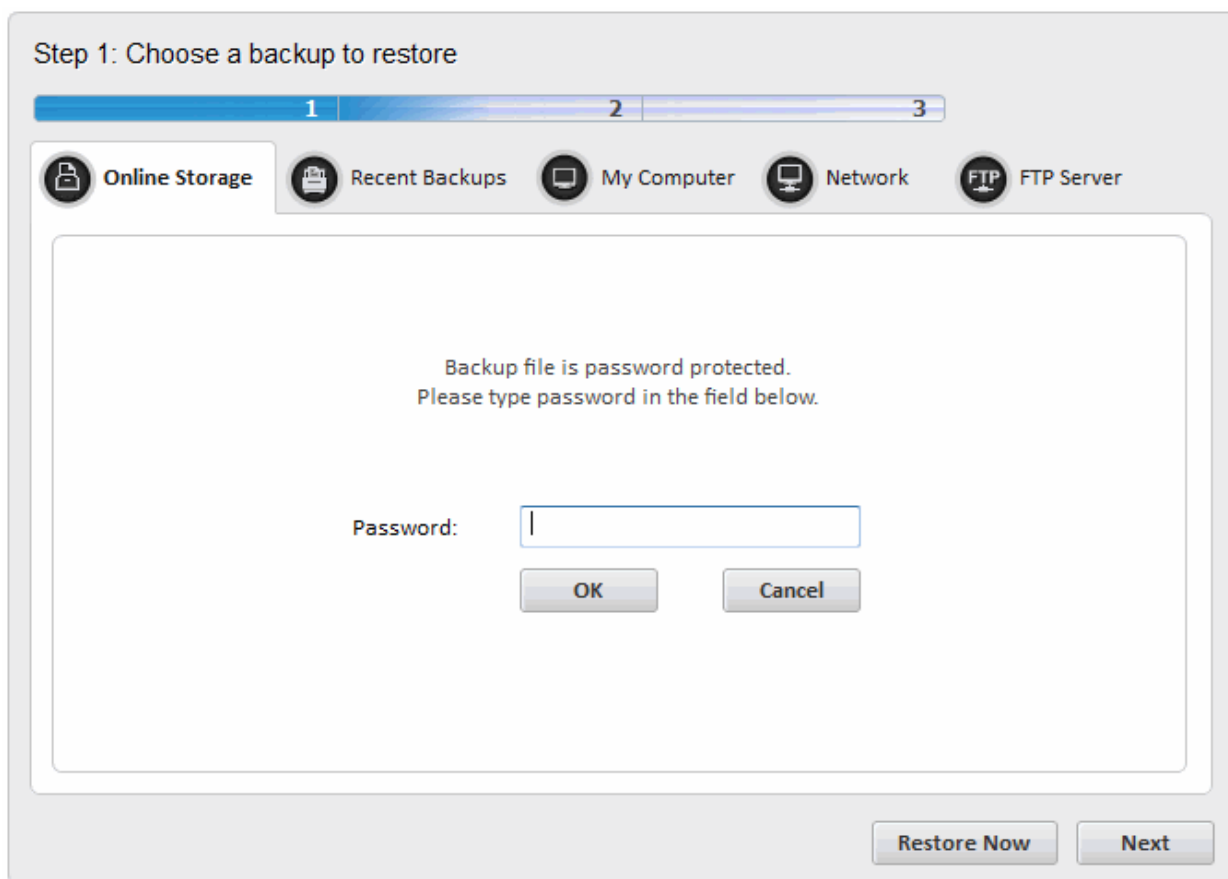 Step 1: Choose a backup to restore
1 2 3
Online Storage Recent Backups My Computer Network FTP FTP Server
Backup file is password protected.
Please type password in the field below.
Password:
OK Cancel
Restore Now Next